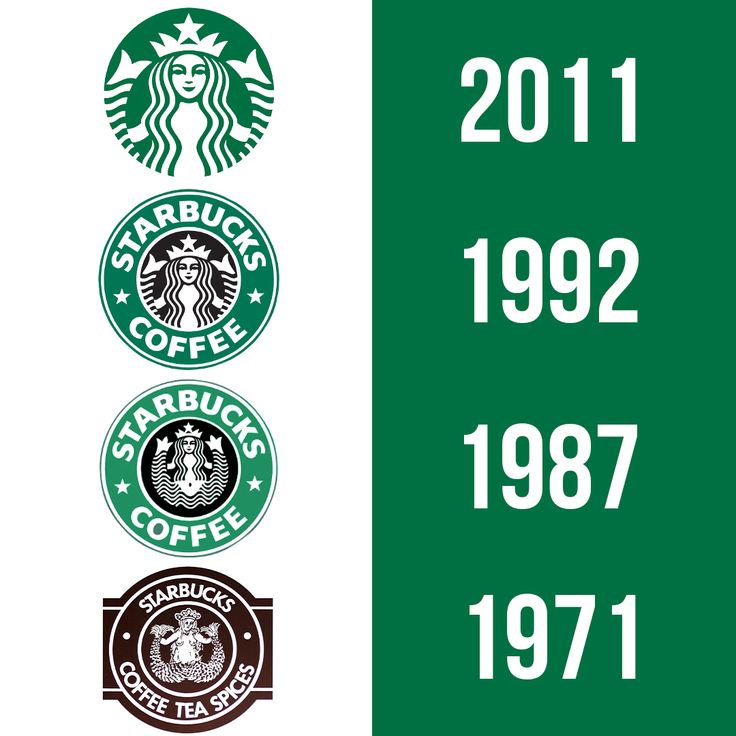 2011
STARBUCKS
COFFEE
1992
STARBUCKS
COFFEE
1987
STARBUCKS
COFFEE TEA SPICES
1971